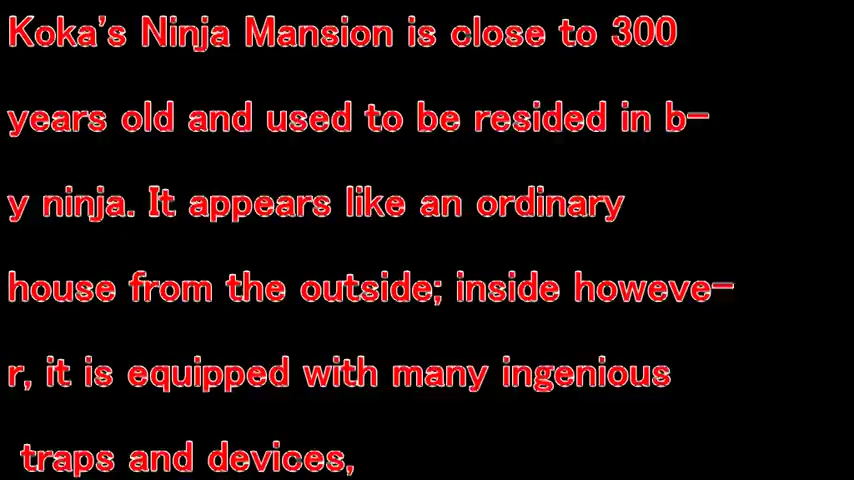 Koka's Ninja Mansion is close to 300
years old and used to be resided in b-
y ninja. It appears like an ordinary
house from the outside; inside howeve-
r, it is equipped with many ingenious
traps and devices,